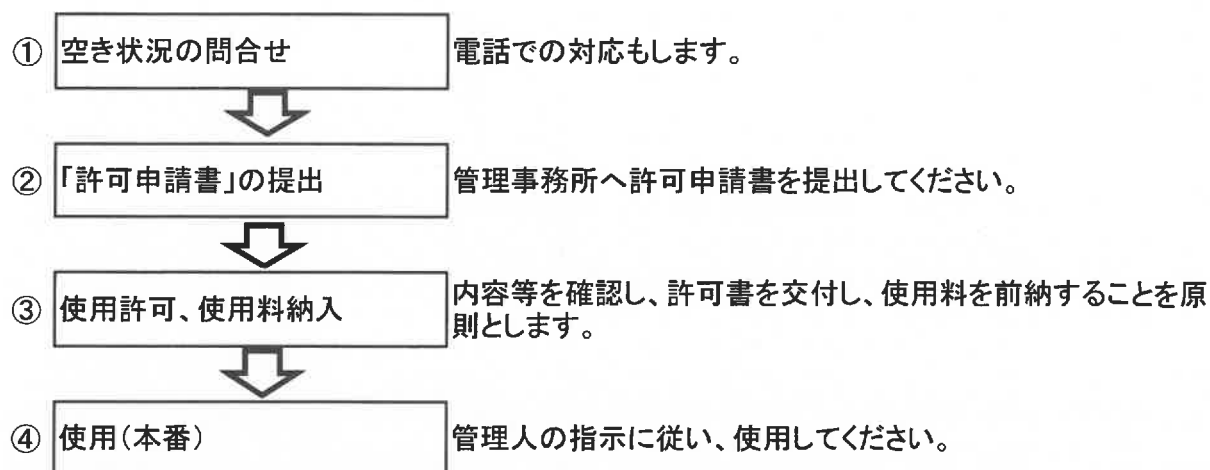 ① 空き状況の問合せ 電話での対応もします。
② 「許可申請書」の提出 管理事務所へ許可申請書を提出してください。
③ 使用許可、使用料納入 内容等を確認し、許可書を交付し、使用料を前納することを原
則とします。
④ 使用(本番) 管理人の指示に従い、使用してください。